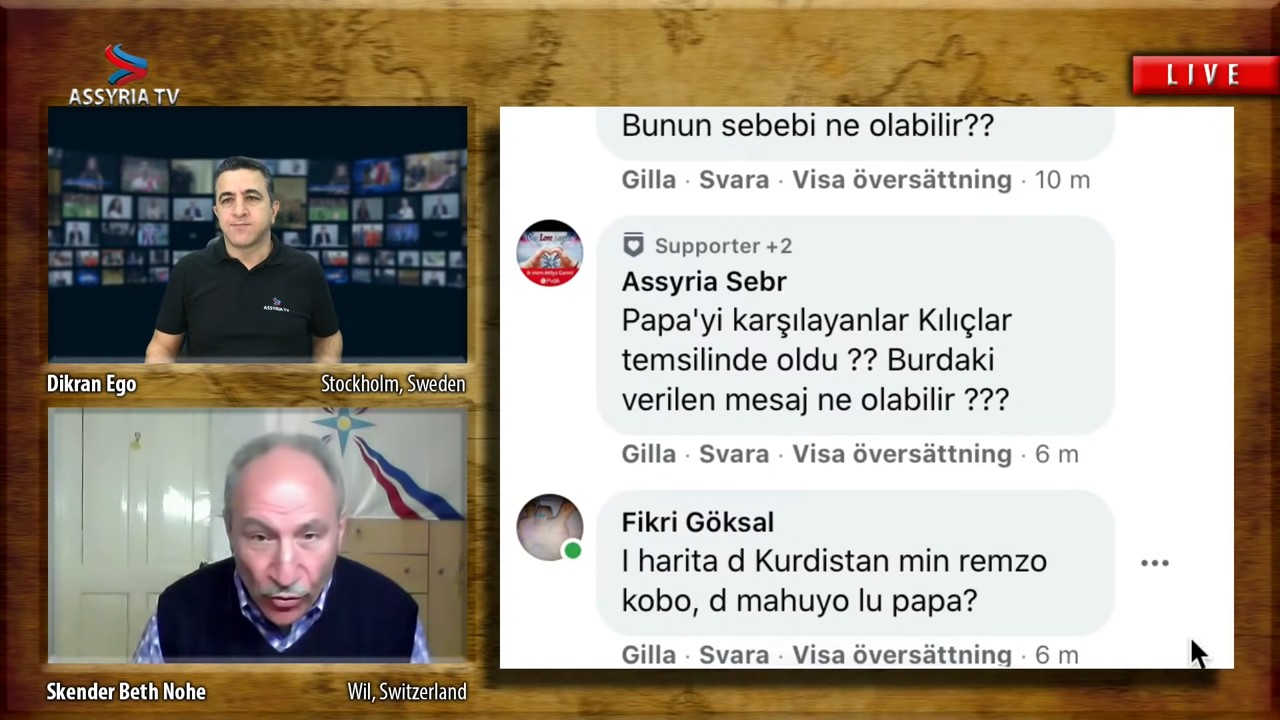 ASSYRIA TV
LIVE
Bunun sebebi ne olabilir??
Gilla · Svara · Visa översättning · 10 m
Supporter +2
Assyria Sebr
Papa'yi karşılayanlar Kılıçlar
temsilinde oldu ?? Burdaki
verilen mesaj ne olabilir ???
Gilla · Svara · Visa översättning · 6 m
Fikri Göksal
I harita d Kurdistan min remzo
kobo, d mahuyo lu papa?
Gilla · Svara · Visa översättning · 6 m
ASSYRIA TV
Dikran Ego
Stockholm, Sweden
Skender Beth Nohe
Wil, Switzerland